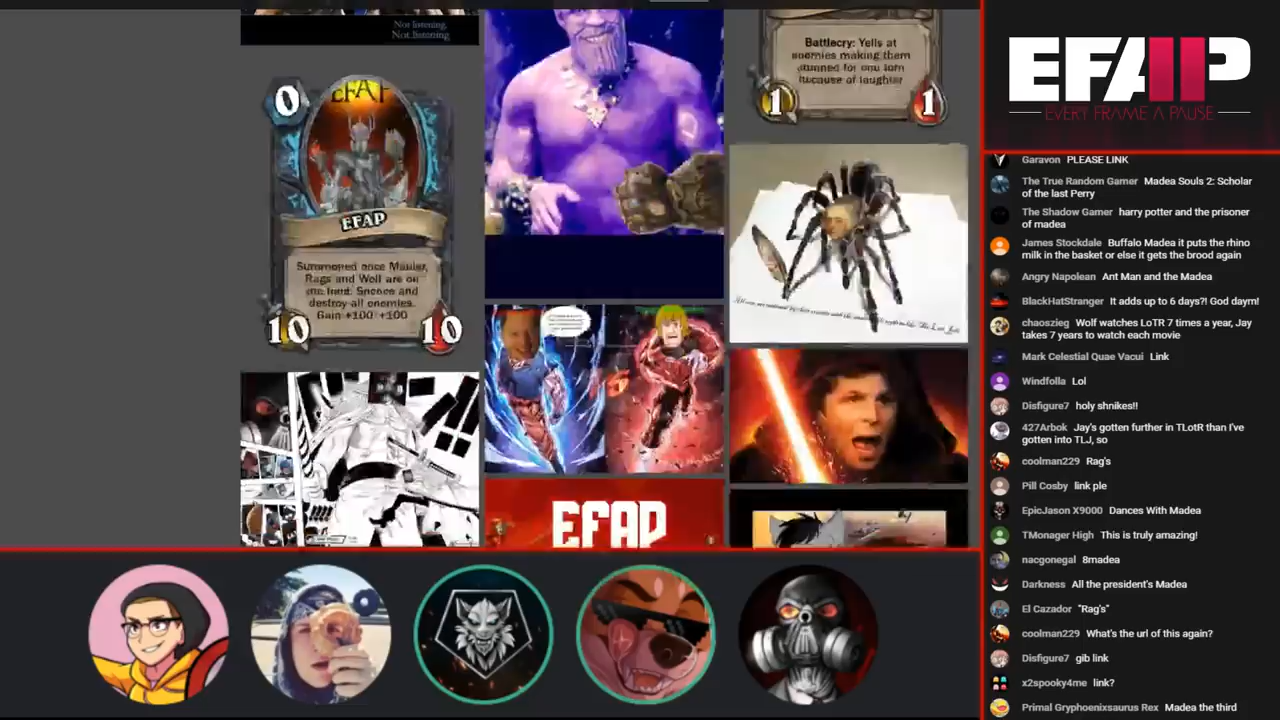 Not listening,
Not listening
0
EFAP
EFAP
Summoned once Mauler,
Rags and Wolf are on
the hand. Sneeze and
destroy all enemies.
Gain +100 +100
10
10
Battlecry: Yells at
enemies making them
stunned for one turn
because of laughter
1
1
EFAP
EFAP
EVERY FRAME A PAUSE
Garavon PLEASE LINK
The True Random Gamer Madea Souls 2: Scholar
of the last Perry
The Shadow Gamer harry potter and the prisoner
of madea
James Stockdale Buffalo Madea it puts the rhino
milk in the basket or else it gets the brood again
Angry Napolean Ant Man and the Madea
BlackHatStranger It adds up to 6 days?! God daym!
chaoszieg Wolf watches LoTR 7 times a year, Jay
takes 7 years to watch each movie
Mark Celestial Quae Vacui Link
Windfolla Lol
Disfigure7 holy shnikes!!
427Arbok Jay's gotten further in TLotR than I've
gotten into TLJ, so
coolman229 Rag's
Pill Cosby link ple
EpicJason X9000 Dances With Madea
TMonager High This is truly amazing!
nacgonegal 8madea
Darkness All the president's Madea
El Cazador "Rag's"
coolman229 What's the url of this again?
Disfigure7 gib link
x2spooky4me link?
Primal Gryphoenixsaurus Rex Madea the third